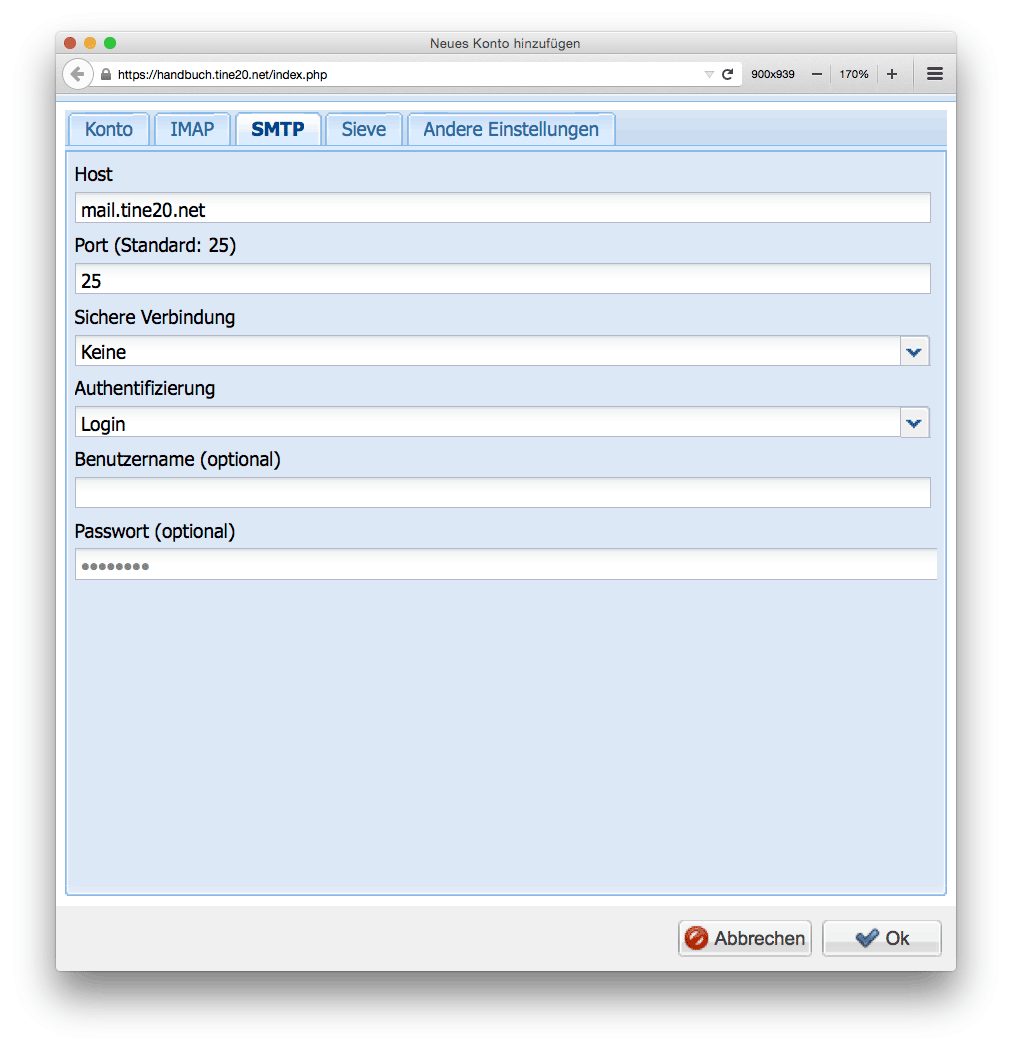 Neues Konto hinzufügen
https://handbuch.tine20.net/index.php 900x939 170%
Konto IMAP SMTP Sieve Andere Einstellungen
Host
mail.tine20.net
Port (Standard: 25)
25
Sichere Verbindung
Keine
Authentifizierung
Login
Benutzername (optional)
Passwort (optional)
••••••••
Abbrechen Ok